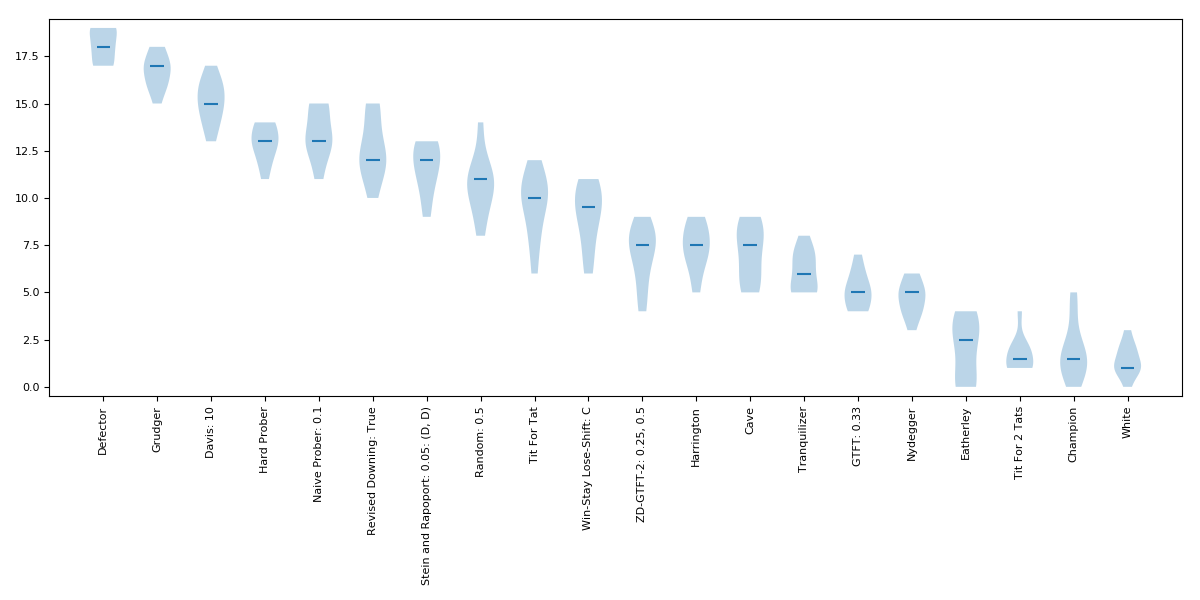 17.5
15.0
12.5
10.0
7.5
5.0
2.5
0.0
Defector
Grudger
Davis: 10
Hard Prober
Naive Prober: 0.1
Revised Downing: True
Stein and Rapoport: 0.05: (D, D)
Random: 0.5
Tit For Tat
Win-Stay Lose-Shift: C
ZD-GTFT-2: 0.25, 0.5
Harrington
Cave
Tranquilizer
GTFT: 0.33
Nydegger
Eatherley
Tit For 2 Tats
Champion
White